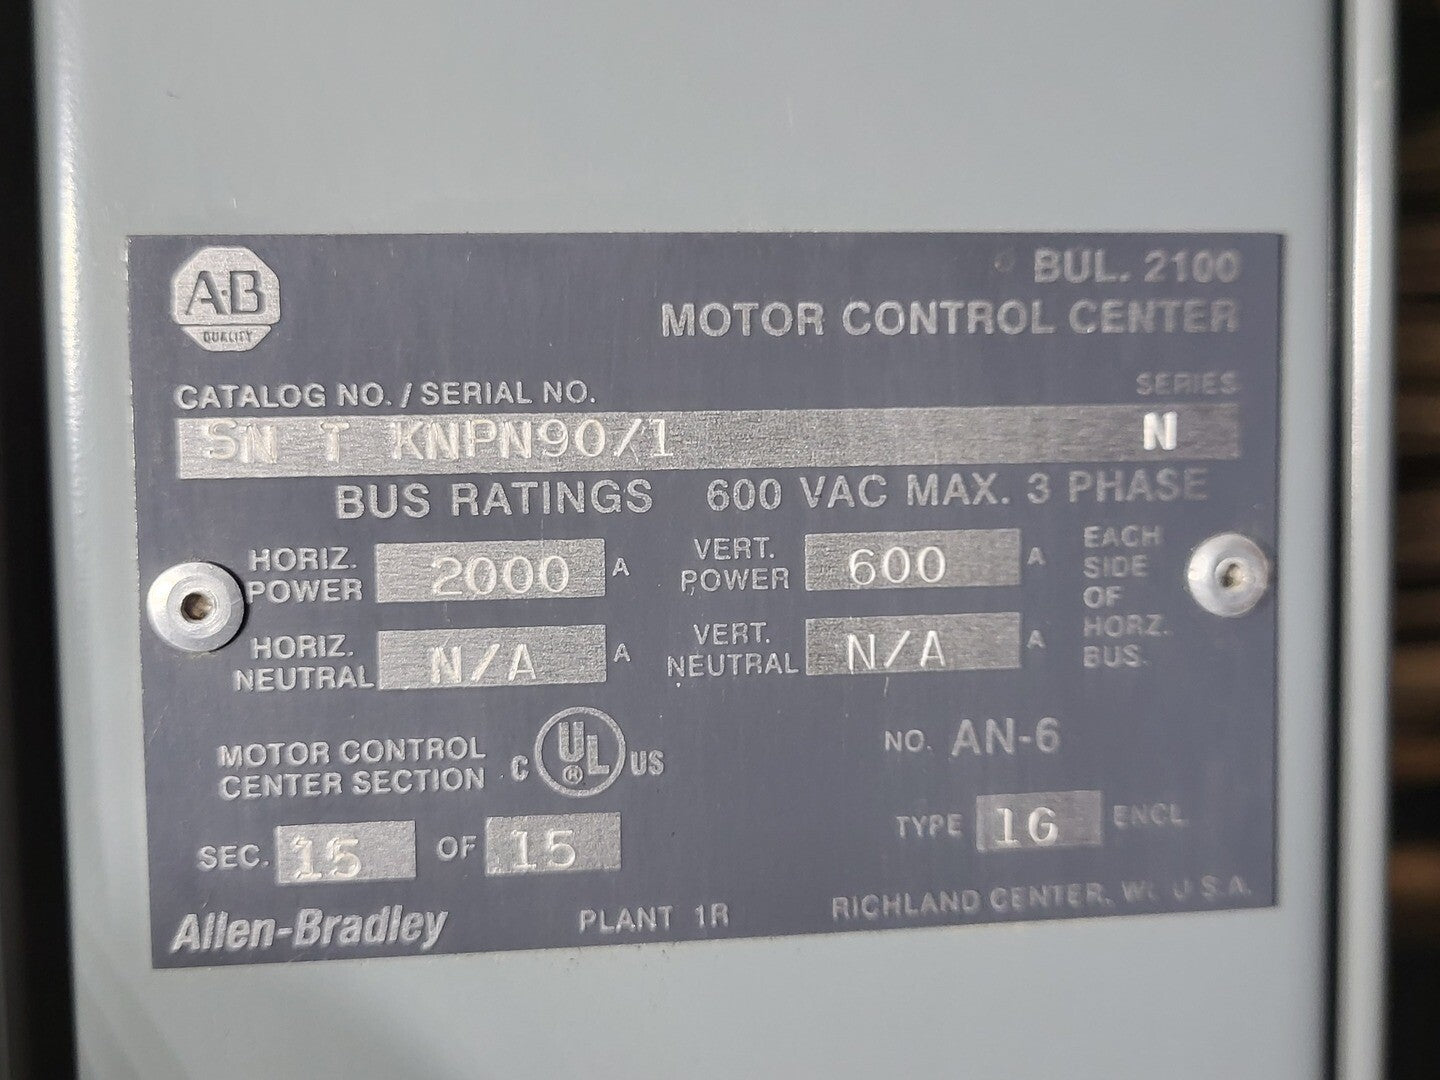 A·B
QUALITY
BUL. 2100
MOTOR CONTROL CENTER
CATALOG NO. / SERIAL NO. SERIES
SN T KNPN90/1 N
BUS RATINGS 600 VAC MAX. 3 PHASE
HORIZ. POWER 2000 A VERT. POWER 600 A EACH SIDE OF HORZ. BUS.
HORIZ. NEUTRAL N/A A VERT. NEUTRAL N/A A
MOTOR CONTROL CENTER SECTION C UL ® US NO. AN-6
SEC. 15 OF 15 TYPE 1G ENCL
Allen-Bradley PLANT 1R RICHLAND CENTER, WI. U.S.A.